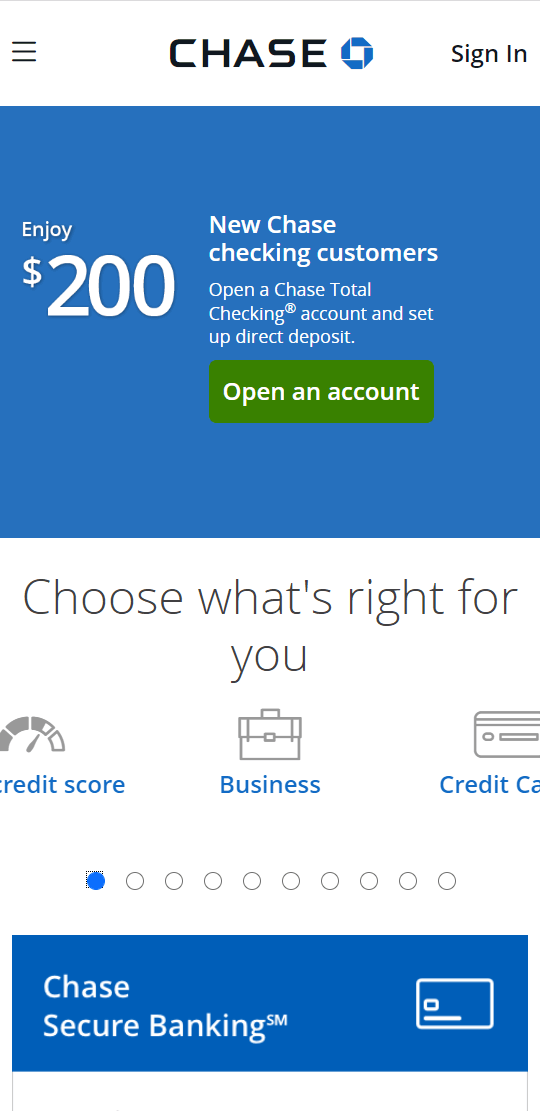 CHASE
Sign In
Enjoy
$200
New Chase
checking customers
Open a Chase Total
Checking® account and set
up direct deposit.
Open an account
Choose what's right for
you
credit score
Business
Credit Ca
Chase
Secure Banking℠